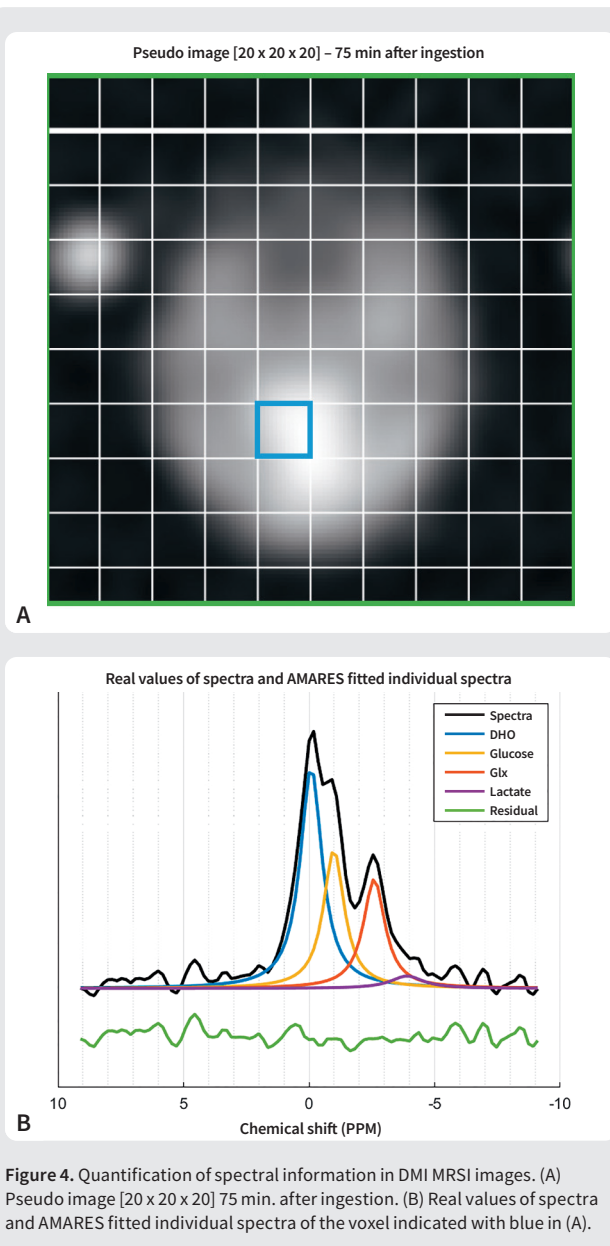 Pseudo image [20 x 20 x 20] – 75 min after ingestion
A
Real values of spectra and AMARES fitted individual spectra
Spectra
DHO
Glucose
Glx
Lactate
Residual
10 5 0 -5 -10
B
Chemical shift (PPM)
Figure 4. Quantification of spectral information in DMI MRSI images. (A)
Pseudo image [20 x 20 x 20] 75 min. after ingestion. (B) Real values of spectra
and AMARES fitted individual spectra of the voxel indicated with blue in (A).